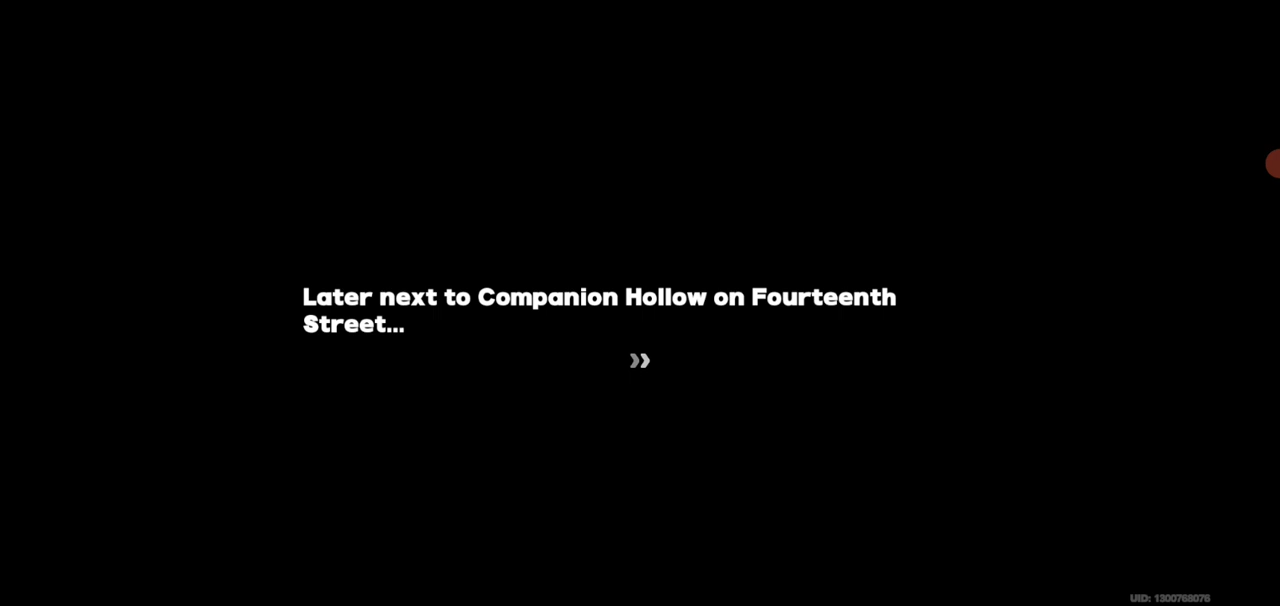 Later next to Companion Hollow on Fourteenth
Street...
UID: 1300768076